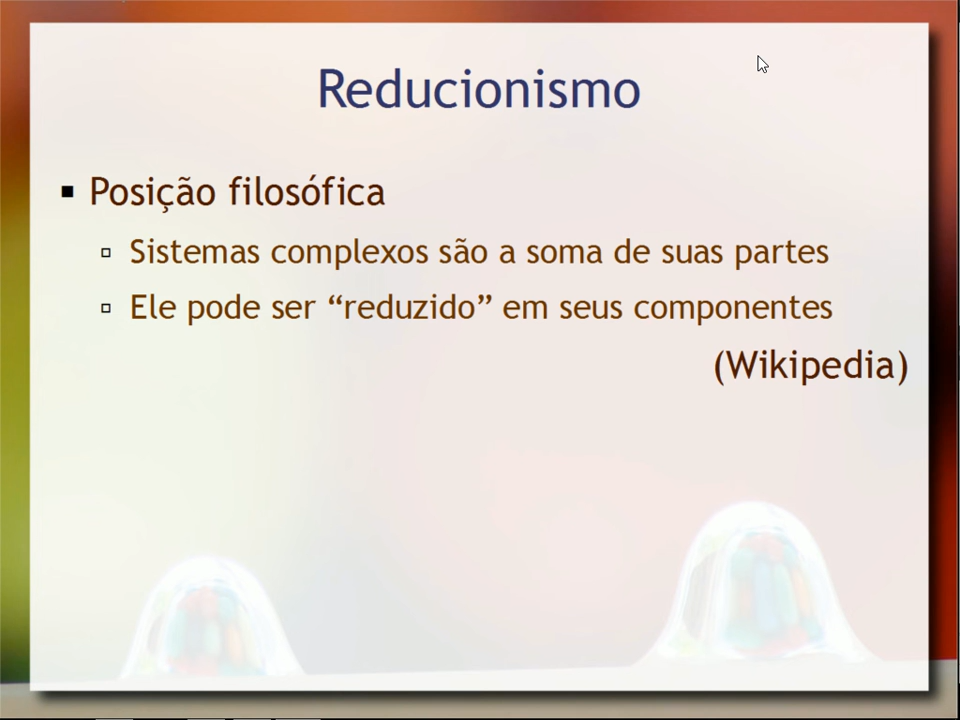 Reducionismo
Posição filosófica
Sistemas complexos são a soma de suas partes
Ele pode ser “reduzido” em seus componentes
(Wikipedia)